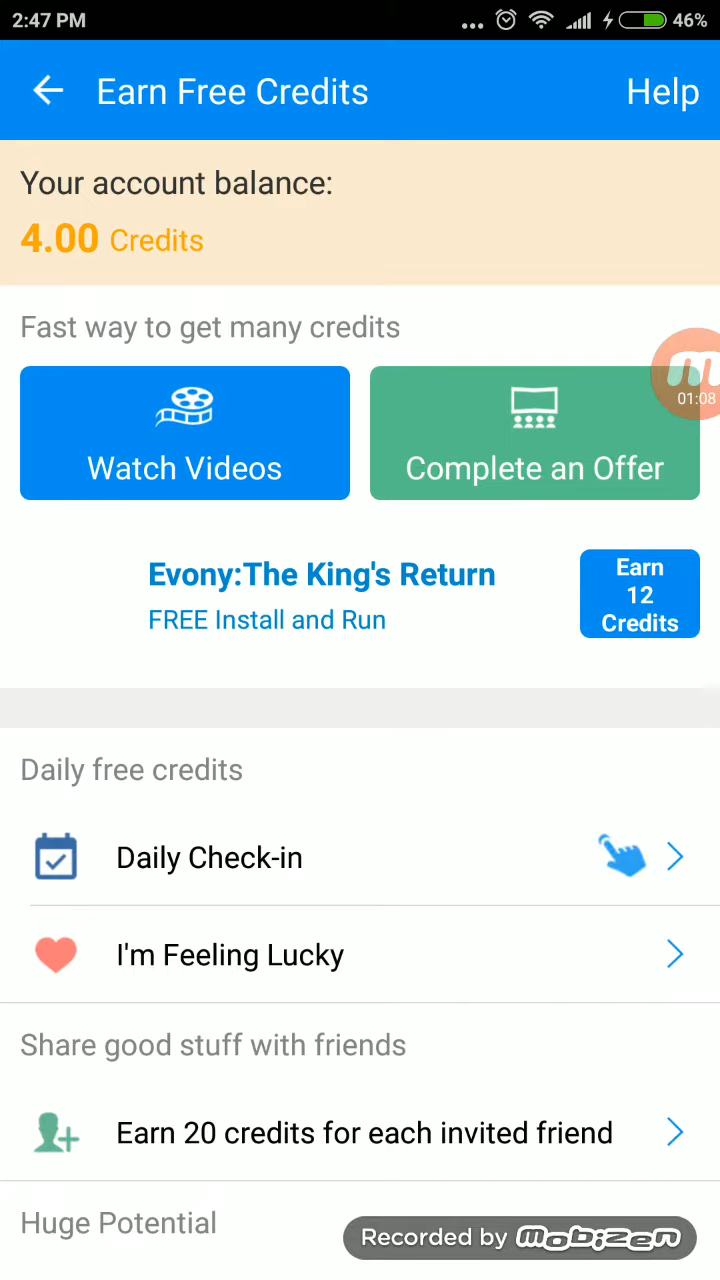 2:47 PM
46%
Earn Free Credits
Help
Your account balance:
4.00 Credits
Fast way to get many credits
01:08
Watch Videos
Complete an Offer
Evony:The King's Return
FREE Install and Run
Earn
12
Credits
Daily free credits
Daily Check-in
I'm Feeling Lucky
Share good stuff with friends
Earn 20 credits for each invited friend
Huge Potential
Recorded by mobizen